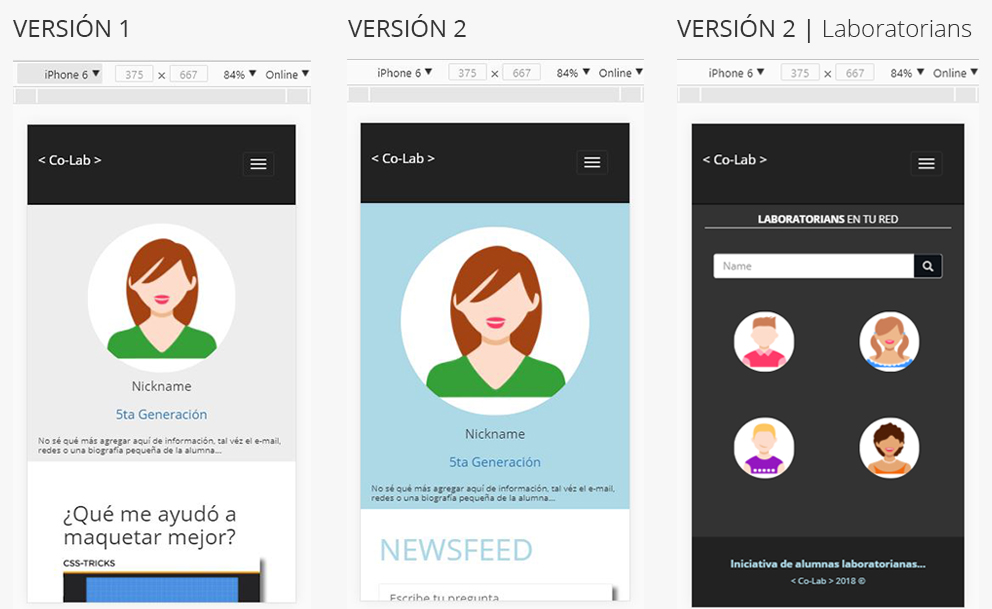 VERSIÓN 1
iPhone 6 ▼ 375 × 667 84% ▼ Online ▼
< Co-Lab >
Nickname
5ta Generación
No sé qué más agregar aquí de información, tal véz el e-mail,
redes o una biografía pequeña de la alumna...
¿Qué me ayudó a
maquetar mejor?
CSS-TRICKS
VERSIÓN 2
iPhone 6 ▼ 375 × 667 84% ▼ Online ▼
< Co-Lab >
Nickname
5ta Generación
No sé qué más agregar aquí de información, tal véz el e-mail,
redes o una biografía pequeña de la alumna...
NEWSFEED
Escribe tu pregunta
VERSIÓN 2 | Laboratorians
iPhone 6 ▼ 375 × 667 84% ▼ Online ▼
< Co-Lab >
LABORATORIANS EN TU RED
Name
Iniciativa de alumnas laboratorianas...
< Co-Lab > 2018 ©